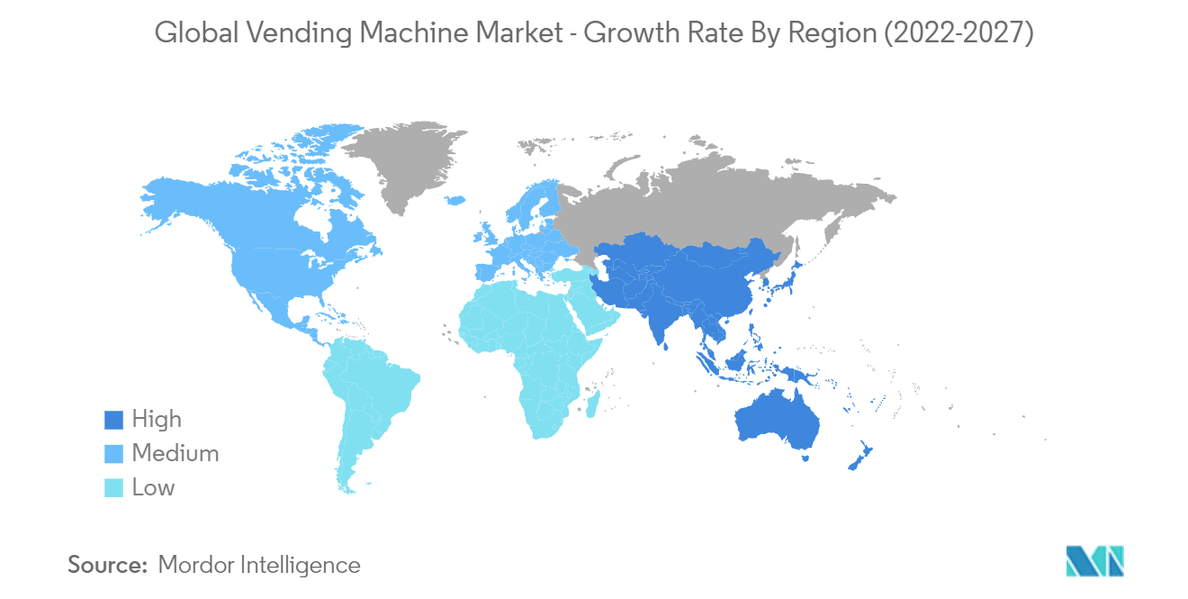 Global Vending Machine Market - Growth Rate By Region (2022-2027)
High
Medium
Low
Source: Mordor Intelligence